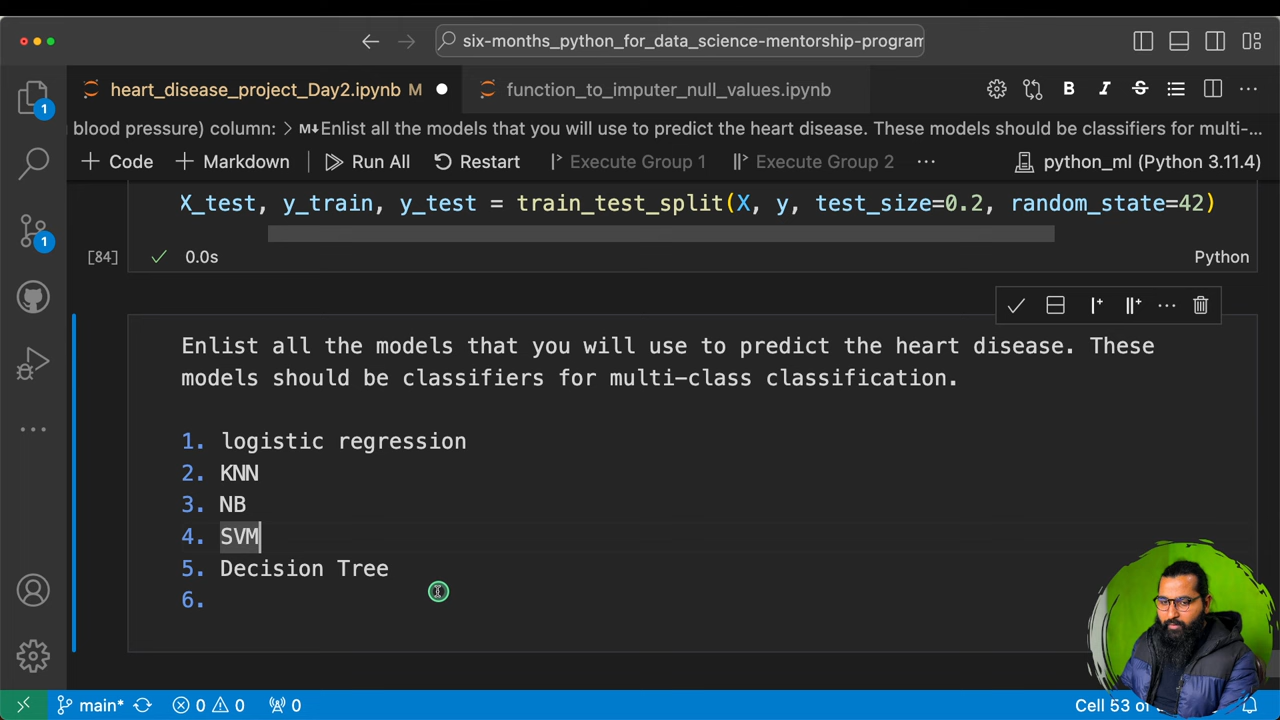 six-months_python_for_data_science-mentorship-program
heart_disease_project_Day2.ipynb M
function_to_imputer_null_values.ipynb
blood pressure) column: > M↓Enlist all the models that you will use to predict the heart disease. These models should be classifiers for multi-...
+ Code + Markdown Run All Restart Execute Group 1 Execute Group 2 ... python_ml (Python 3.11.4)
X_test, y_train, y_test = train_test_split(X, y, test_size=0.2, random_state=42)
[84] 0.0s Python
Enlist all the models that you will use to predict the heart disease. These
models should be classifiers for multi-class classification.
1. logistic regression
2. KNN
3. NB
4. SVM
5. Decision Tree
6.
1
1
main* 0 0 0 Cell 53 of